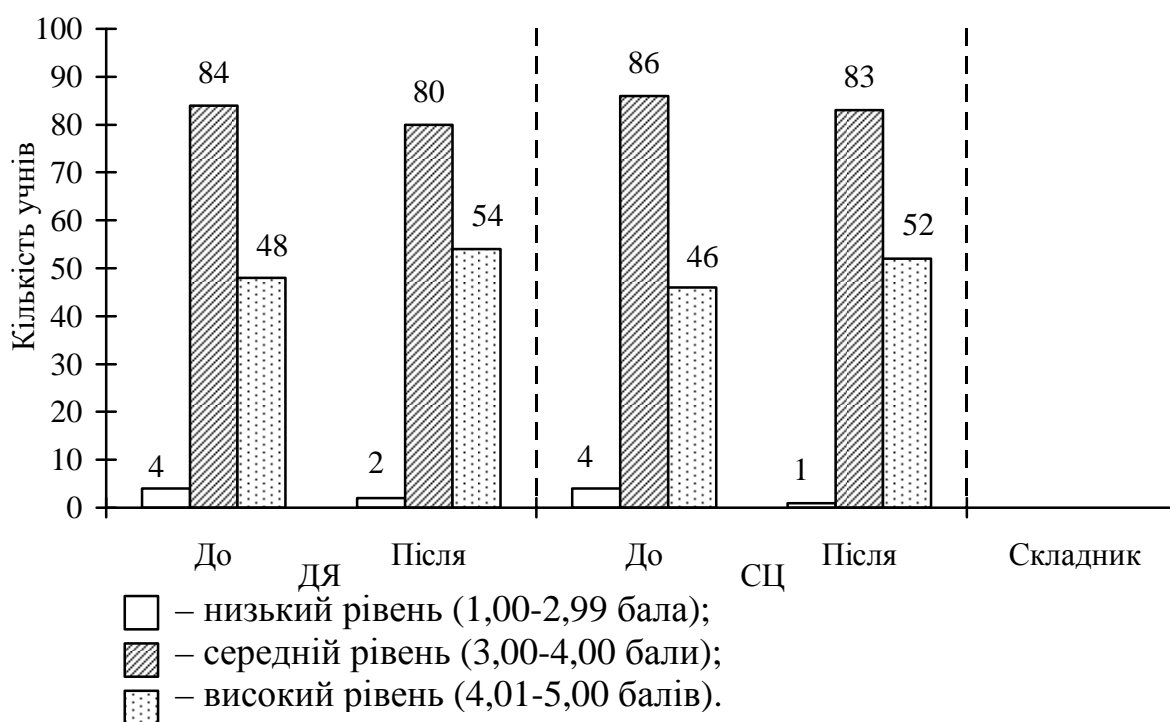 100
90
80
70
60
50
40
30
20
10
0
Кількість учнів
4
84
48
2
80
54
4
86
46
1
83
52
До
Після
До
Після
Складник
ДЯ
СЦ
– низький рівень (1,00-2,99 бала);
– середній рівень (3,00-4,00 бали);
– високий рівень (4,01-5,00 балів).